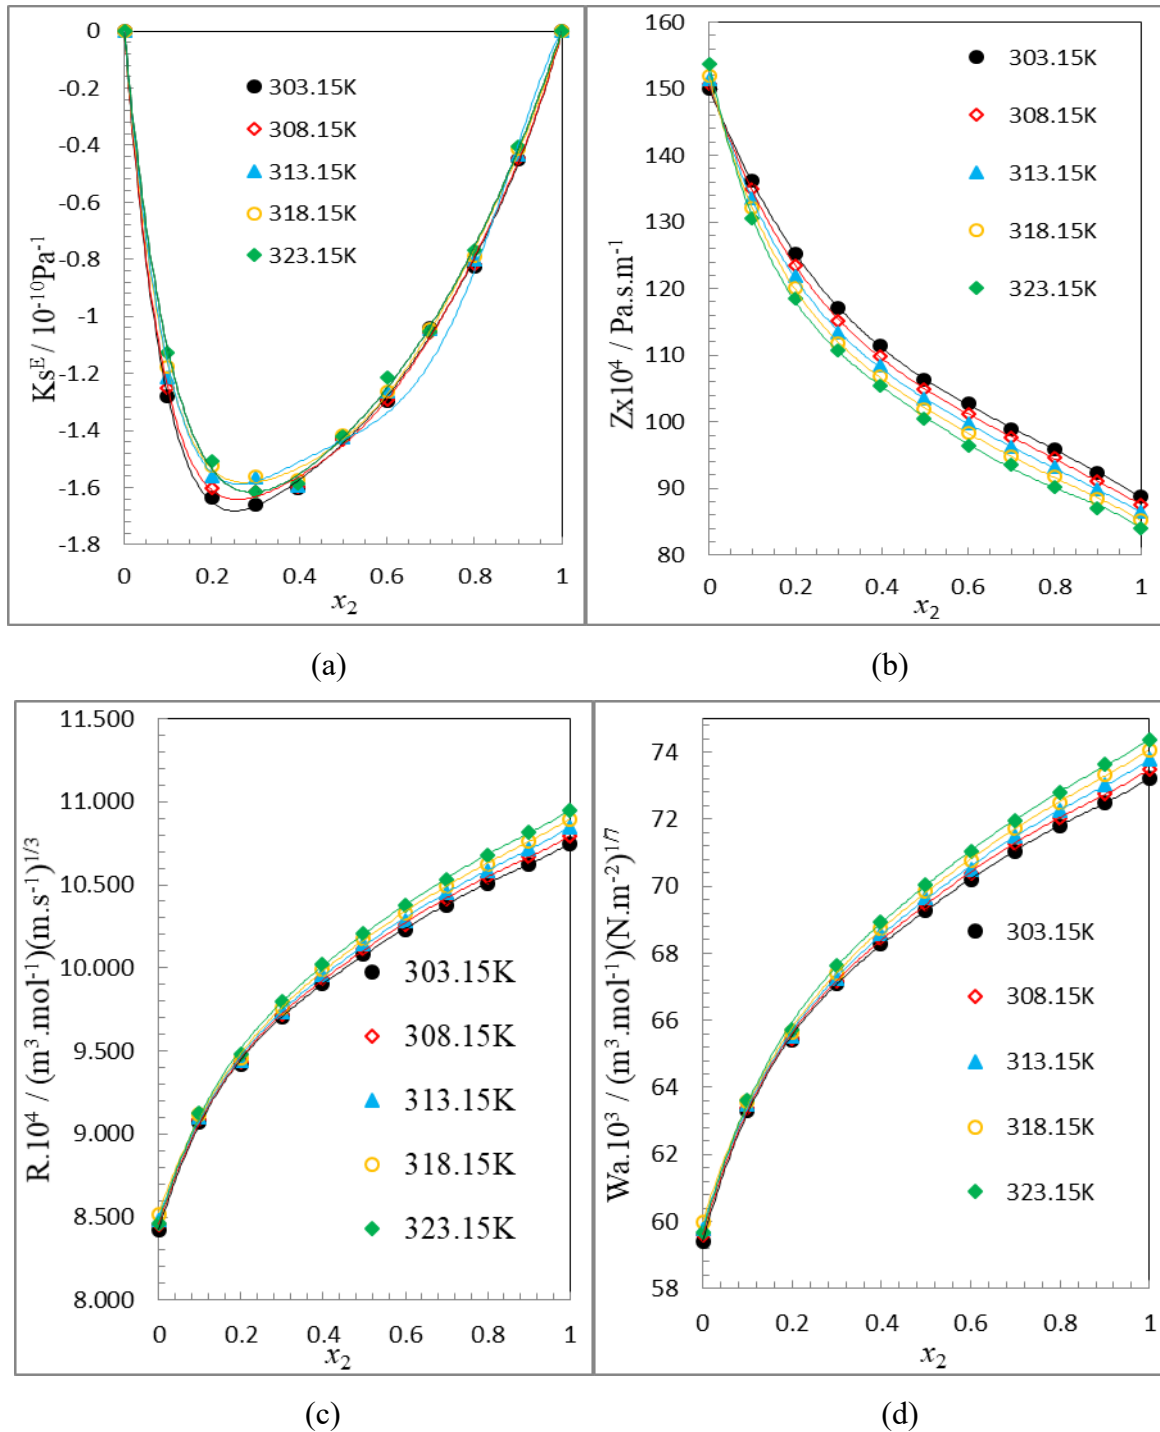 0
-0.2
-0.4
-0.6
-0.8
-1
-1.2
-1.4
-1.6
-1.8
Ks^E / 10^-10Pa^-1
303.15K
308.15K
313.15K
318.15K
323.15K
0 0.2 0.4 0.6 0.8 1
x₂
(a)
160
150
140
130
120
110
100
90
80
Zx10⁴ / Pa.s.m⁻¹
303.15K
308.15K
313.15K
318.15K
323.15K
0 0.2 0.4 0.6 0.8 1
x₂
(b)
11.500
11.000
10.500
10.000
9.500
9.000
8.500
8.000
R.10⁴ / (m³.mol⁻¹)(m.s⁻¹)^1/3
303.15K
308.15K
313.15K
318.15K
323.15K
0 0.2 0.4 0.6 0.8 1
x₂
(c)
74
72
70
68
66
64
62
60
58
Wa.10³ / (m³.mol⁻¹)(N.m⁻²)^1/7
303.15K
308.15K
313.15K
318.15K
323.15K
0 0.2 0.4 0.6 0.8 1
x₂
(d)